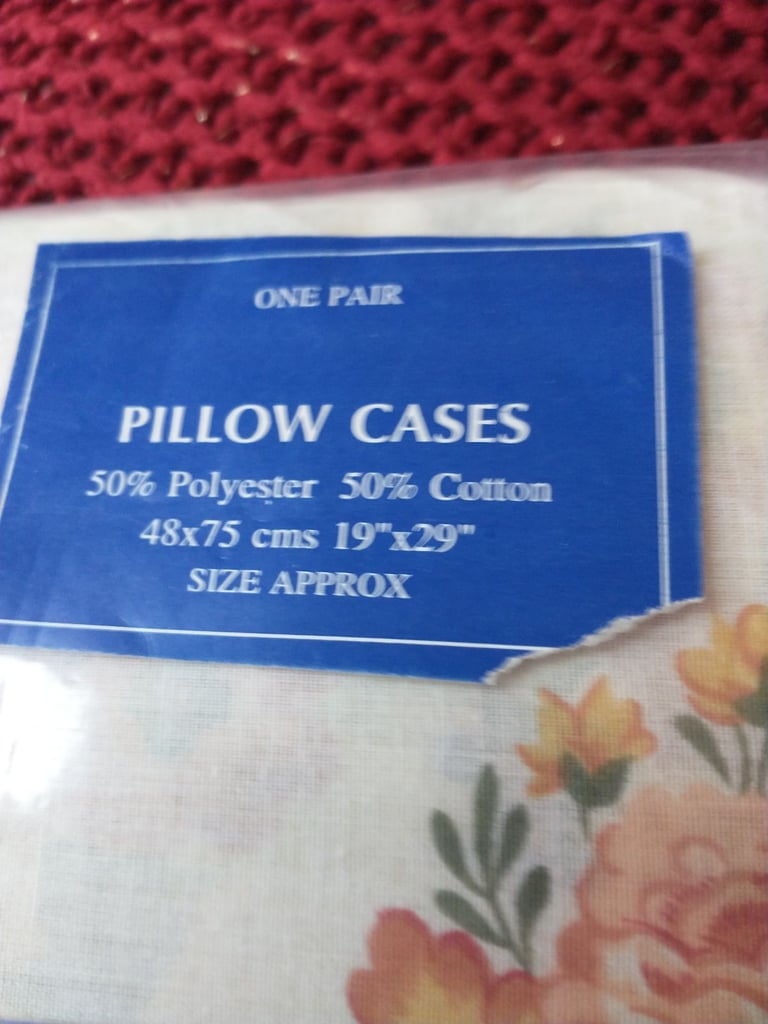 ONE PAIR
PILLOW CASES
50% Polyester 50% Cotton
48x75 cms 19"x29"
SIZE APPROX